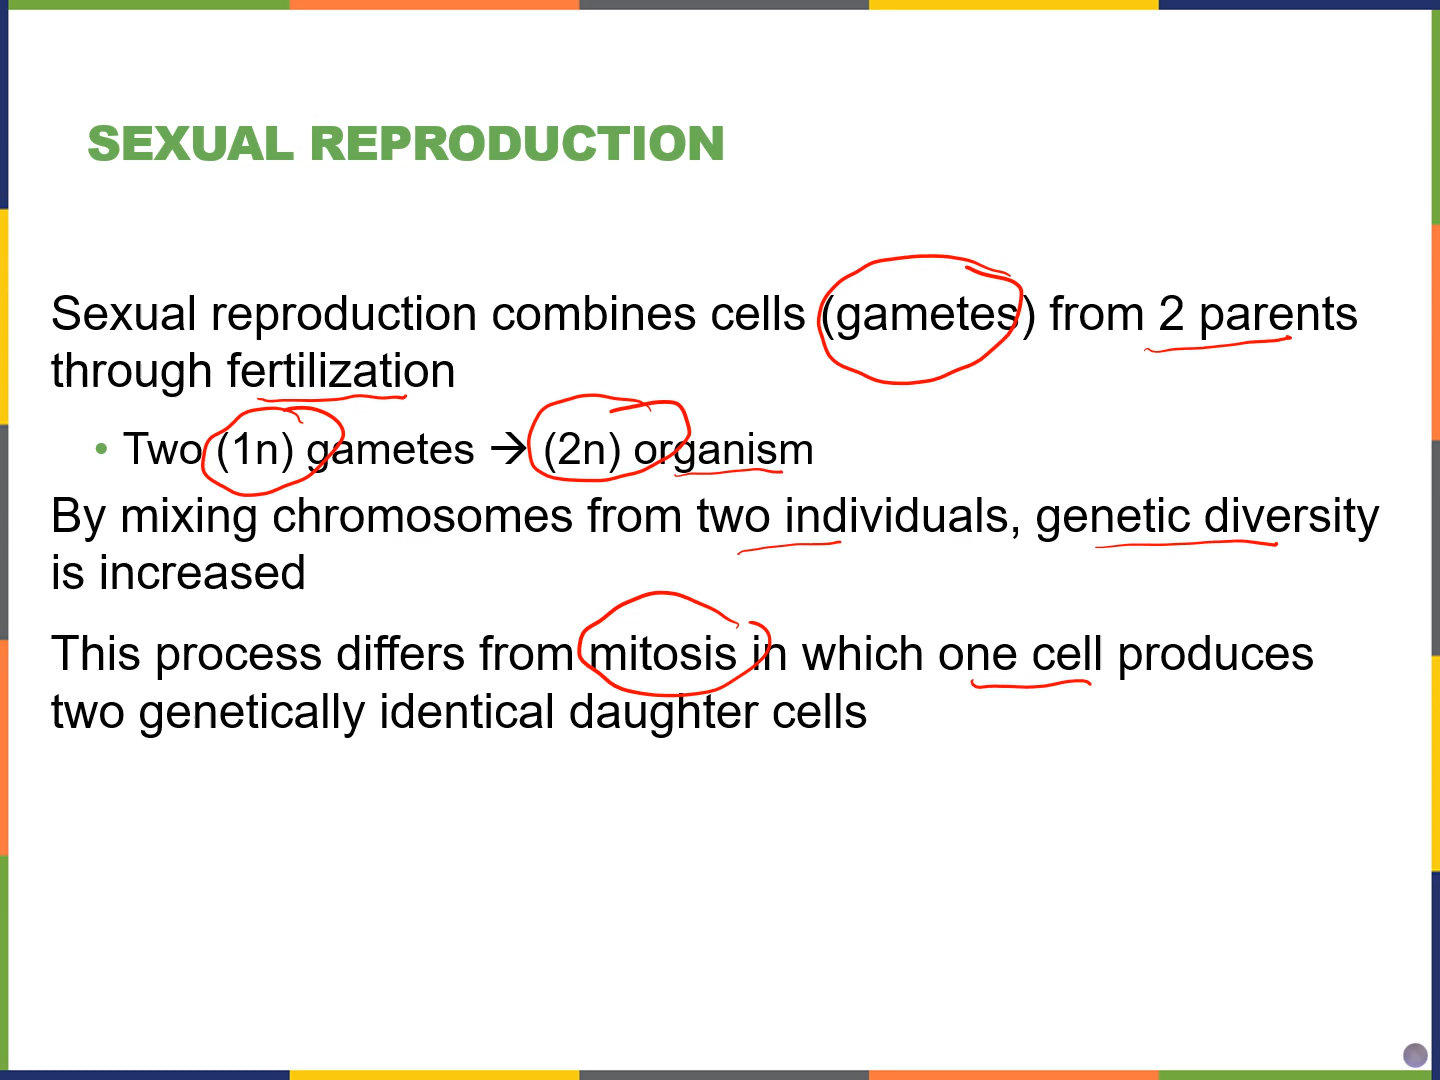 SEXUAL REPRODUCTION
Sexual reproduction combines cells (gametes) from 2 parents
through fertilization
• Two (1n) gametes → (2n) organism
By mixing chromosomes from two individuals, genetic diversity
is increased
This process differs from mitosis in which one cell produces
two genetically identical daughter cells